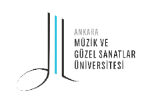 ANKARA
MÜZİK VE
GÜZEL SANATLAR
ÜNİVERSİTESİ